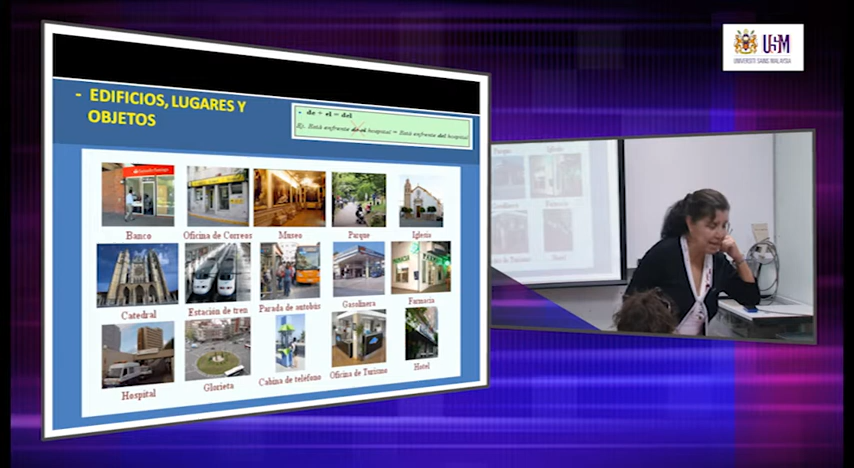 USM
UNIVERSITI SAINS MALAYSIA
- EDIFICIOS, LUGARES Y
OBJETOS
- de + el = del
Ej. Está enfrente de el hospital = Está enfrente del hospital
Banco Oficina de Correos Museo Parque Iglesia
Catedral Estación de tren Parada de autobús Gasolinera Farmacia
Hospital Glorieta Cabina de teléfono Oficina de Turismo Hotel